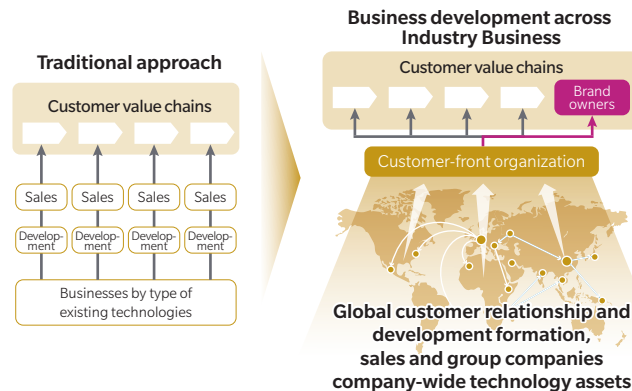 Traditional approach
Customer value chains
Sales
Sales
Sales
Sales
Develop-
ment
Develop-
ment
Develop-
ment
Develop-
ment
Businesses by type of
existing technologies
Business development across
Industry Business
Customer value chains
Brand
owners
Customer-front organization
Global customer relationship and
development formation,
sales and group companies
company-wide technology assets